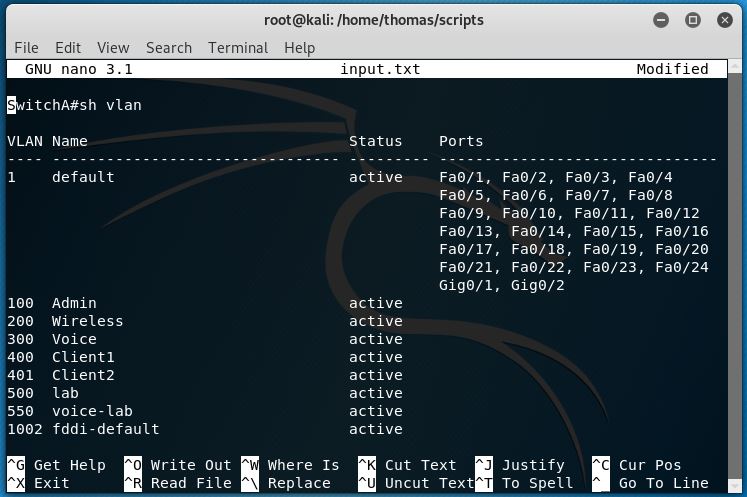 root@kali: /home/thomas/scripts
File Edit View Search Terminal Help
GNU nano 3.1 input.txt Modified
SwitchA#sh vlan
VLAN Name Status Ports
---- -------------------------------- --------- -------------------------------
1 default active Fa0/1, Fa0/2, Fa0/3, Fa0/4
Fa0/5, Fa0/6, Fa0/7, Fa0/8
Fa0/9, Fa0/10, Fa0/11, Fa0/12
Fa0/13, Fa0/14, Fa0/15, Fa0/16
Fa0/17, Fa0/18, Fa0/19, Fa0/20
Fa0/21, Fa0/22, Fa0/23, Fa0/24
Gig0/1, Gig0/2
100 Admin active
200 Wireless active
300 Voice active
400 Client1 active
401 Client2 active
500 lab active
550 voice-lab active
1002 fddi-default active
^G Get Help ^O Write Out ^W Where Is ^K Cut Text ^J Justify ^C Cur Pos
^X Exit ^R Read File ^\ Replace ^U Uncut Text ^T To Spell ^_ Go To Line